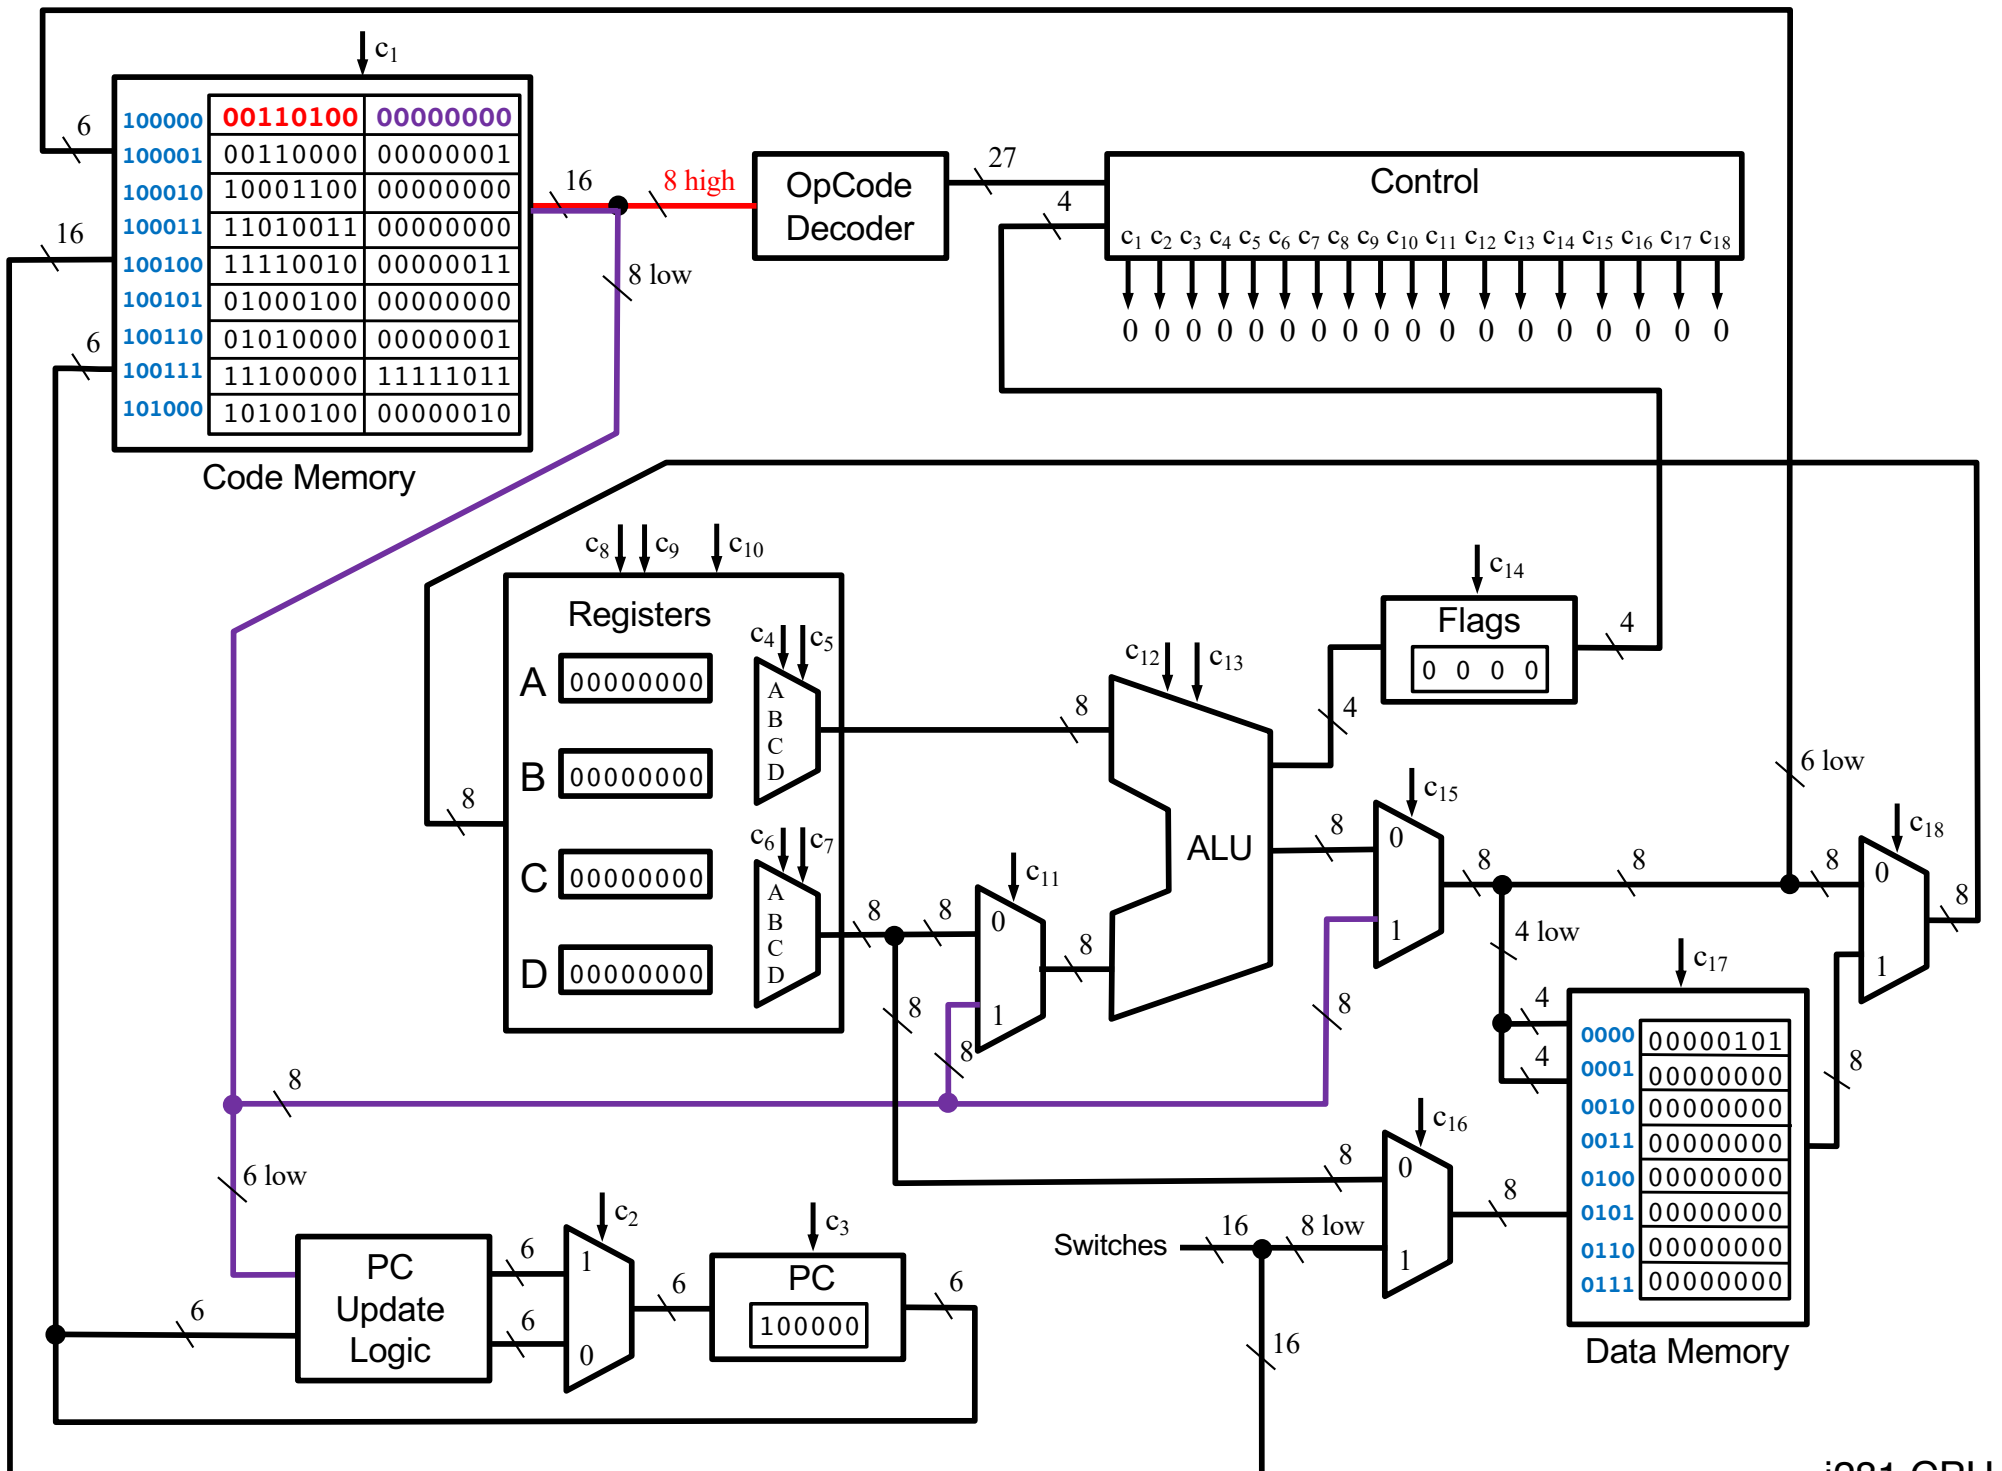 c1
100000 00110100 00000000
100001 00110000 00000001
100010 10001100 00000000
100011 11010011 00000000
100100 11110010 00000011
100101 01000100 00000000
100110 01010000 00000001
100111 11100000 11111011
101000 10100100 00000010
Code Memory
6
16
6
16
8 high
8 low
OpCode
Decoder
27
4
Control
c1 c2 c3 c4 c5 c6 c7 c8 c9 c10 c11 c12 c13 c14 c15 c16 c17 c18
0 0 0 0 0 0 0 0 0 0 0 0 0 0 0 0 0 0
c8 c9 c10
Registers
A 00000000
B 00000000
C 00000000
D 00000000
8
c4 c5
A
B
C
D
c6 c7
A
B
C
D
8
8
8
8
c11
0
1
8
8
8
c12 c13
ALU
c14
Flags
0 0 0 0
4
4
8
c15
0
1
8
8
8
6 low
8
c18
0
1
8
4 low
4
4
c17
0000 00000101
0001 00000000
0010 00000000
0011 00000000
0100 00000000
0101 00000000
0110 00000000
0111 00000000
Data Memory
8
c16
0
1
8
8
Switches
16
8 low
16
6 low
PC
Update
Logic
6
6
6
c2
1
0
6
c3
PC
100000
6